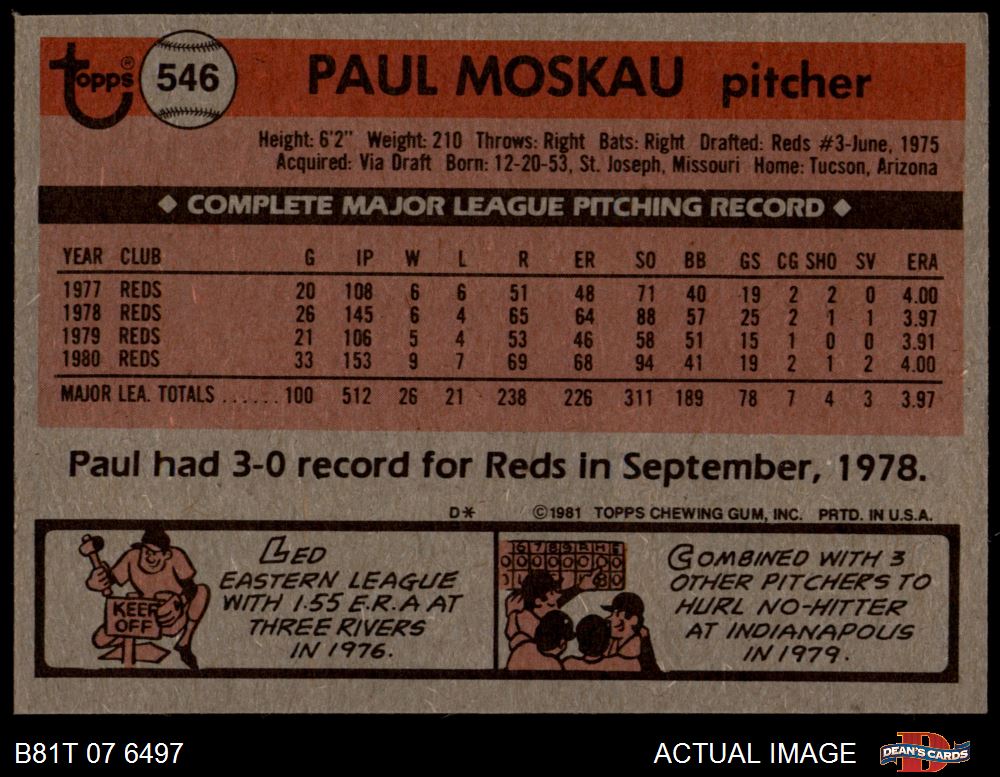 Topps®
546
PAUL MOSKAU pitcher
Height: 6'2" Weight: 210 Throws: Right Bats: Right Drafted: Reds #3-June, 1975
Acquired: Via Draft Born: 12-20-53, St. Joseph, Missouri Home: Tucson, Arizona
◆ COMPLETE MAJOR LEAGUE PITCHING RECORD ◆
YEAR CLUB G IP W L R ER SO BB GS CG SHO SV ERA
1977 REDS 20 108 6 6 51 48 71 40 19 2 2 0 4.00
1978 REDS 26 145 6 4 65 64 88 57 25 2 1 1 3.97
1979 REDS 21 106 5 4 53 46 58 51 15 1 0 0 3.91
1980 REDS 33 153 9 7 69 68 94 41 19 2 1 2 4.00
MAJOR LEA. TOTALS ...... 100 512 26 21 238 226 311 189 78 7 4 3 3.97
Paul had 3-0 record for Reds in September, 1978.
D* ©1981 TOPPS CHEWING GUM, INC. PRTD. IN U.S.A.
KEEP
OFF
LED
EASTERN LEAGUE
WITH 1.55 E.R.A AT
THREE RIVERS
IN 1976.
6 7 8 9 R H E
COMBINED WITH 3
OTHER PITCHERS TO
HURL NO-HITTER
AT INDIANAPOLIS
IN 1979.
B81T 07 6497
ACTUAL IMAGE
DEAN'S CARDS